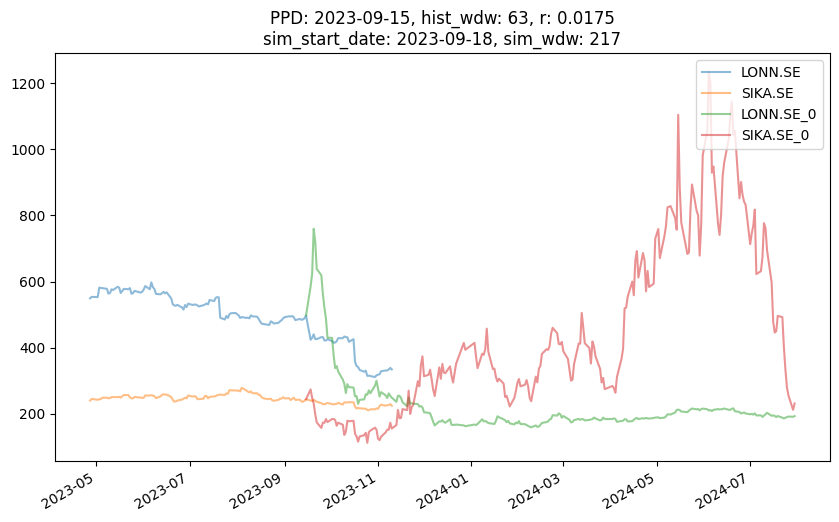 PPD: 2023-09-15, hist_wdw: 63, r: 0.0175
sim_start_date: 2023-09-18, sim_wdw: 217
LONN.SE
SIKA.SE
LONN.SE_0
SIKA.SE_0
1200
1000
800
600
400
200
2023-05
2023-07
2023-09
2023-11
2024-01
2024-03
2024-05
2024-07